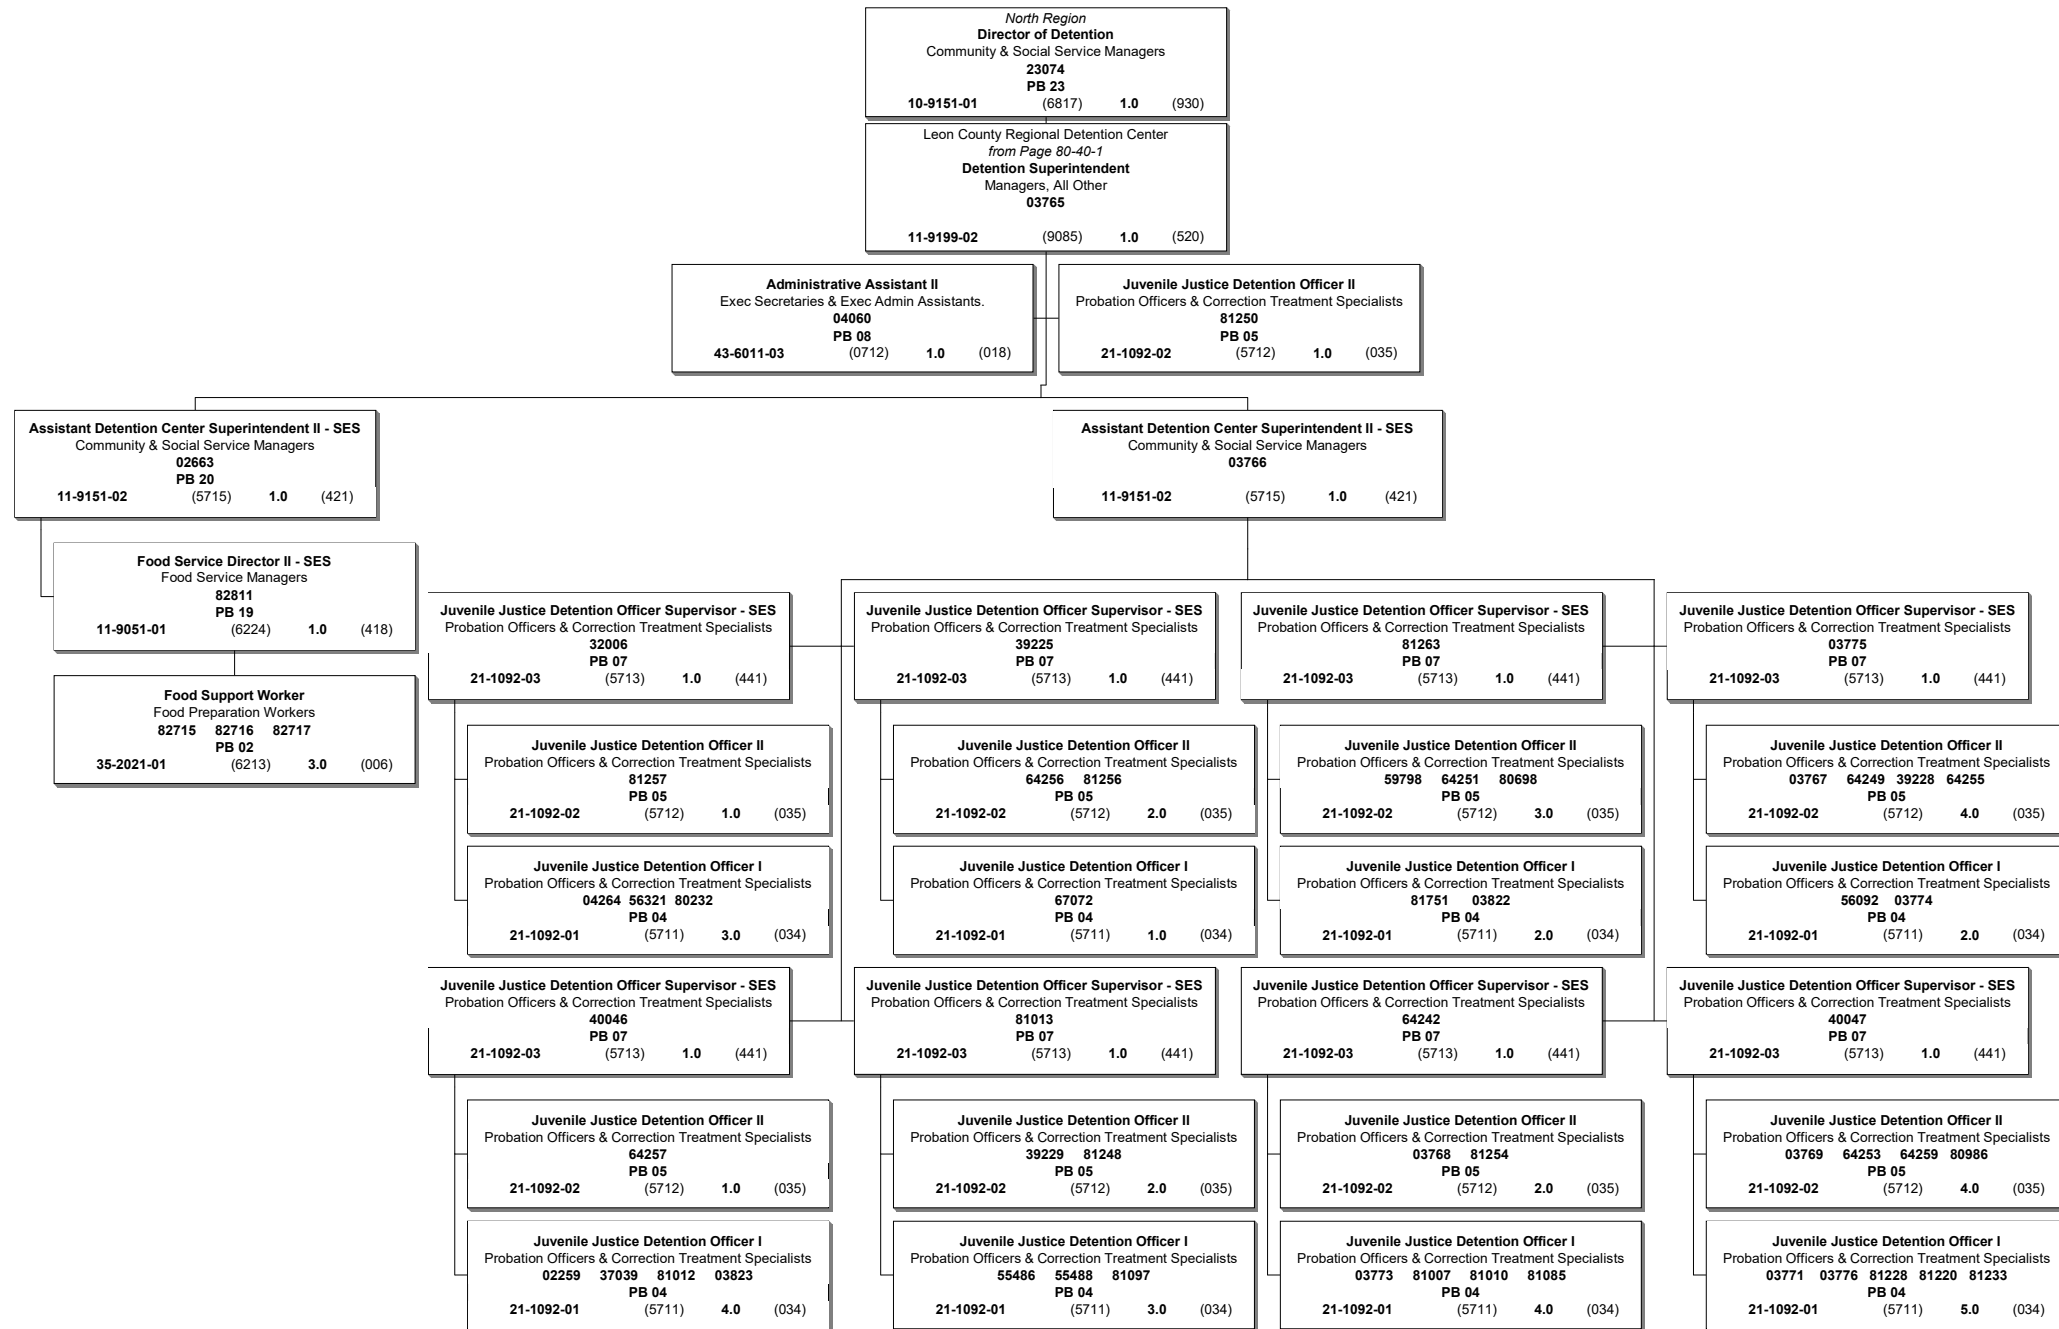 North Region
Director of Detention
Community & Social Service Managers
23074
PB 23
10-9151-01 (6817) 1.0 (930)
Leon County Regional Detention Center
from Page 80-40-1
Detention Superintendent
Managers, All Other
03765
11-9199-02 (9085) 1.0 (520)
Administrative Assistant II
Exec Secretaries & Exec Admin Assistants.
04060
PB 08
43-6011-03 (0712) 1.0 (018)
Juvenile Justice Detention Officer II
Probation Officers & Correction Treatment Specialists
81250
PB 05
21-1092-02 (5712) 1.0 (035)
Assistant Detention Center Superintendent II - SES
Community & Social Service Managers
02663
PB 20
11-9151-02 (5715) 1.0 (421)
Assistant Detention Center Superintendent II - SES
Community & Social Service Managers
03766
11-9151-02 (5715) 1.0 (421)
Food Service Director II - SES
Food Service Managers
82811
PB 19
11-9051-01 (6224) 1.0 (418)
Food Support Worker
Food Preparation Workers
82715 82716 82717
PB 02
35-2021-01 (6213) 3.0 (006)
Juvenile Justice Detention Officer Supervisor - SES
Probation Officers & Correction Treatment Specialists
32006
PB 07
21-1092-03 (5713) 1.0 (441)
Juvenile Justice Detention Officer II
Probation Officers & Correction Treatment Specialists
81257
PB 05
21-1092-02 (5712) 1.0 (035)
Juvenile Justice Detention Officer I
Probation Officers & Correction Treatment Specialists
04264 56321 80232
PB 04
21-1092-01 (5711) 3.0 (034)
Juvenile Justice Detention Officer Supervisor - SES
Probation Officers & Correction Treatment Specialists
39225
PB 07
21-1092-03 (5713) 1.0 (441)
Juvenile Justice Detention Officer II
Probation Officers & Correction Treatment Specialists
64256 81256
PB 05
21-1092-02 (5712) 2.0 (035)
Juvenile Justice Detention Officer I
Probation Officers & Correction Treatment Specialists
67072
PB 04
21-1092-01 (5711) 1.0 (034)
Juvenile Justice Detention Officer Supervisor - SES
Probation Officers & Correction Treatment Specialists
81263
PB 07
21-1092-03 (5713) 1.0 (441)
Juvenile Justice Detention Officer II
Probation Officers & Correction Treatment Specialists
59798 64251 80698
PB 05
21-1092-02 (5712) 3.0 (035)
Juvenile Justice Detention Officer I
Probation Officers & Correction Treatment Specialists
81751 03822
PB 04
21-1092-01 (5711) 2.0 (034)
Juvenile Justice Detention Officer Supervisor - SES
Probation Officers & Correction Treatment Specialists
03775
PB 07
21-1092-03 (5713) 1.0 (441)
Juvenile Justice Detention Officer II
Probation Officers & Correction Treatment Specialists
03767 64249 39228 64255
PB 05
21-1092-02 (5712) 4.0 (035)
Juvenile Justice Detention Officer I
Probation Officers & Correction Treatment Specialists
56092 03774
PB 04
21-1092-01 (5711) 2.0 (034)
Juvenile Justice Detention Officer Supervisor - SES
Probation Officers & Correction Treatment Specialists
40046
PB 07
21-1092-03 (5713) 1.0 (441)
Juvenile Justice Detention Officer II
Probation Officers & Correction Treatment Specialists
64257
PB 05
21-1092-02 (5712) 1.0 (035)
Juvenile Justice Detention Officer I
Probation Officers & Correction Treatment Specialists
02259 37039 81012 03823
PB 04
21-1092-01 (5711) 4.0 (034)
Juvenile Justice Detention Officer Supervisor - SES
Probation Officers & Correction Treatment Specialists
81013
PB 07
21-1092-03 (5713) 1.0 (441)
Juvenile Justice Detention Officer II
Probation Officers & Correction Treatment Specialists
39229 81248
PB 05
21-1092-02 (5712) 2.0 (035)
Juvenile Justice Detention Officer I
Probation Officers & Correction Treatment Specialists
55486 55488 81097
PB 04
21-1092-01 (5711) 3.0 (034)
Juvenile Justice Detention Officer Supervisor - SES
Probation Officers & Correction Treatment Specialists
64242
PB 07
21-1092-03 (5713) 1.0 (441)
Juvenile Justice Detention Officer II
Probation Officers & Correction Treatment Specialists
03768 81254
PB 05
21-1092-02 (5712) 2.0 (035)
Juvenile Justice Detention Officer I
Probation Officers & Correction Treatment Specialists
03773 81007 81010 81085
PB 04
21-1092-01 (5711) 4.0 (034)
Juvenile Justice Detention Officer Supervisor - SES
Probation Officers & Correction Treatment Specialists
40047
PB 07
21-1092-03 (5713) 1.0 (441)
Juvenile Justice Detention Officer II
Probation Officers & Correction Treatment Specialists
03769 64253 64259 80986
PB 05
21-1092-02 (5712) 4.0 (035)
Juvenile Justice Detention Officer I
Probation Officers & Correction Treatment Specialists
03771 03776 81228 81220 81233
PB 04
21-1092-01 (5711) 5.0 (034)